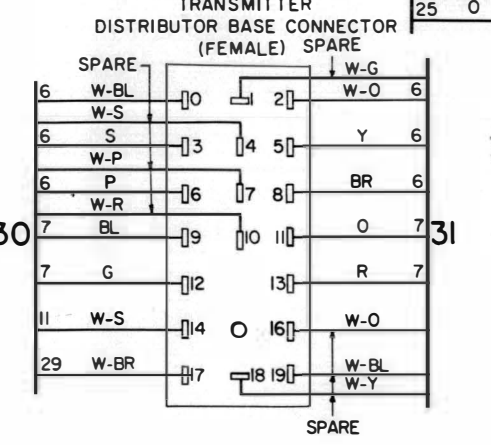 TRANSMITTER
25 O
DISTRIBUTOR BASE CONNECTOR
(FEMALE) SPARE
SPARE
W-G
6 W-BL 0 1 2 W-O 6
W-S
6 S 3 4 5 Y 6
W-P
6 P 6 7 8 BR 6
W-R
30 7 BL 9 10 11 O 7 31
7 G 12 13 R 7
11 W-S 14 O 16 W-O
29 W-BR 17 18 19 W-BL
W-Y
SPARE